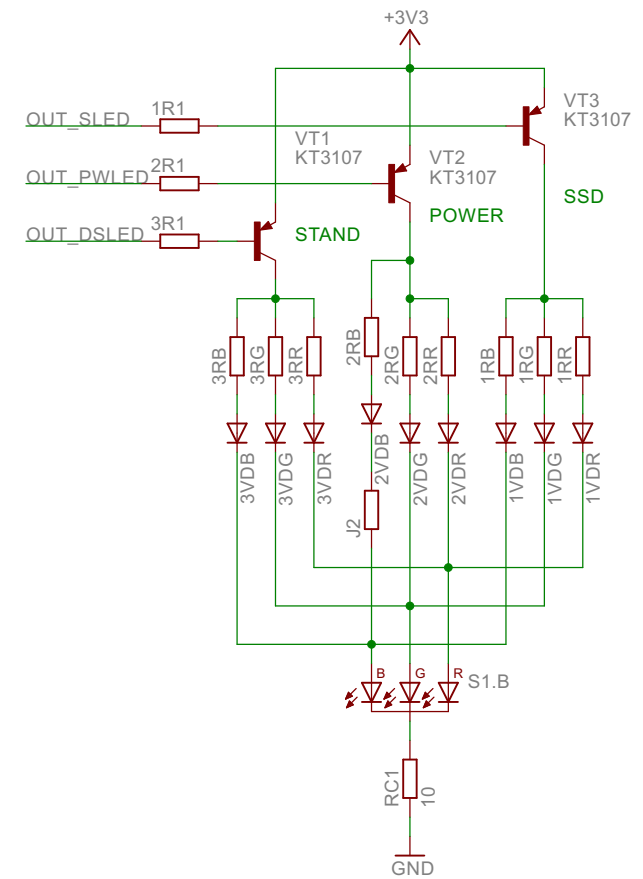 +3V3
OUT_SLED
1R1
VT3
KT3107
VT1
KT3107
VT2
KT3107
OUT_PWLED
2R1
SSD
POWER
OUT_DSLED
3R1
STAND
3RB
3RG
3RR
2RB
2RG
2RR
1RB
1RG
1RR
3VDB
3VDG
3VDR
2VDB
2VDG
2VDR
1VDB
1VDG
1VDR
J2
B
G
R
S1.B
RC1
10
GND